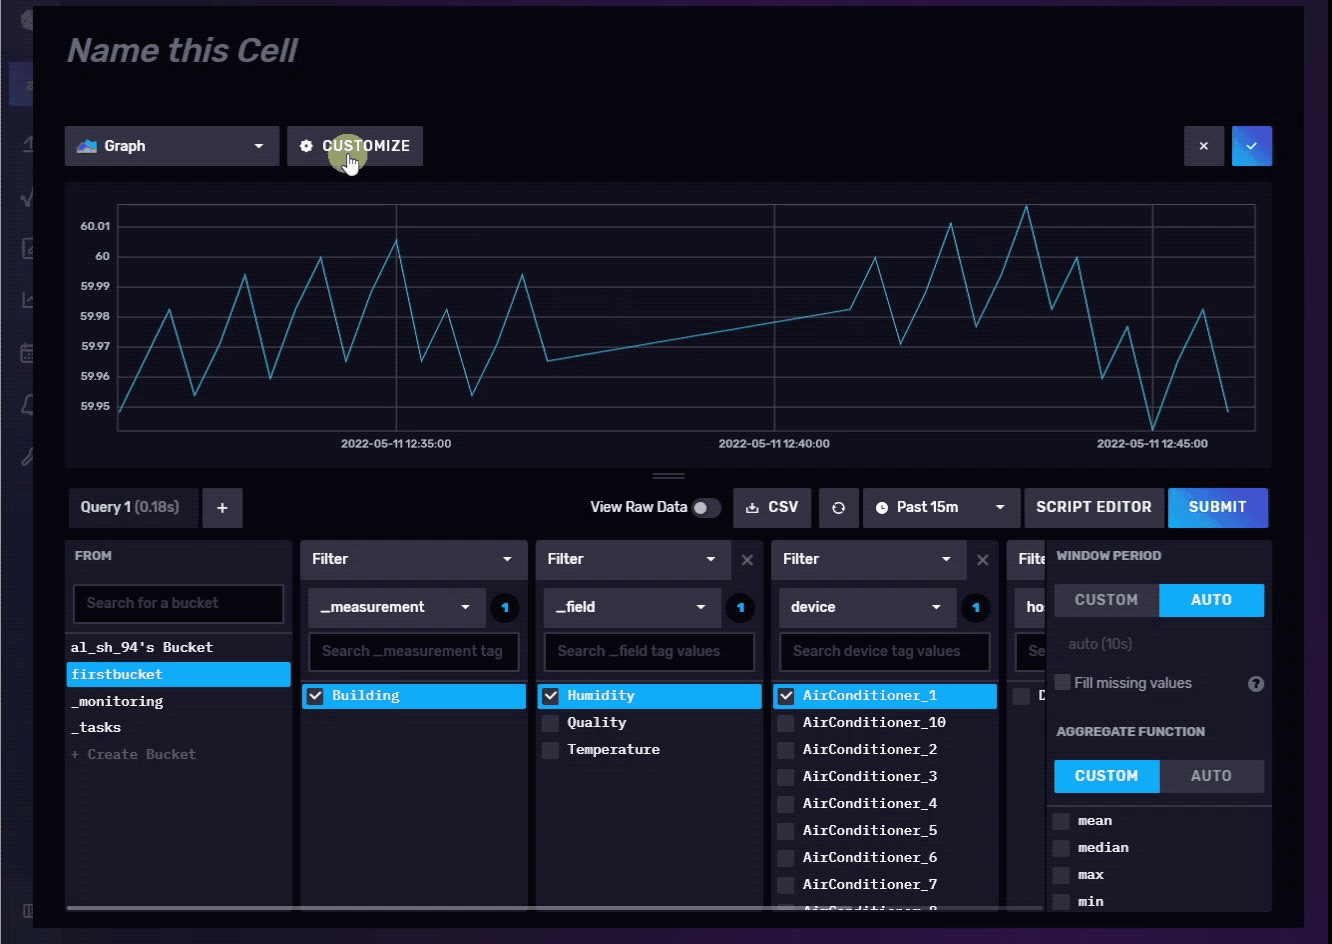 Name this Cell
Graph
CUSTOMIZE
60.01
60
59.99
59.98
59.97
59.96
59.95
2022-05-11 12:35:00
2022-05-11 12:40:00
2022-05-11 12:45:00
Query 1 (0.18s)
+
View Raw Data
CSV
Past 15m
SCRIPT EDITOR
SUBMIT
FROM
Search for a bucket
al_sh_94's Bucket
firstbucket
_monitoring
_tasks
+ Create Bucket
Filter
_measurement
1
Search _measurement tag
Building
Filter
_field
1
Search _field tag values
Humidity
Quality
Temperature
Filter
device
1
Search device tag values
AirConditioner_1
AirConditioner_10
AirConditioner_2
AirConditioner_3
AirConditioner_4
AirConditioner_5
AirConditioner_6
AirConditioner_7
AirConditioner_8
Filte
ho
Se
D
WINDOW PERIOD
CUSTOM
AUTO
auto (10s)
Fill missing values
?
AGGREGATE FUNCTION
CUSTOM
AUTO
mean
median
max
min